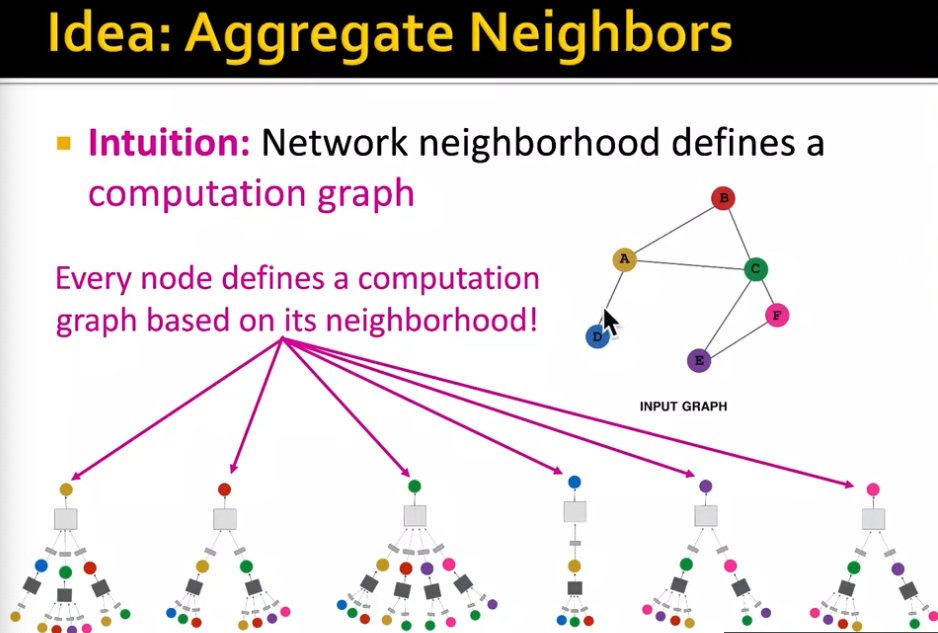 Idea: Aggregate Neighbors
Intuition: Network neighborhood defines a
computation graph
Every node defines a computation
graph based on its neighborhood!
B
A
C
F
D
E
INPUT GRAPH